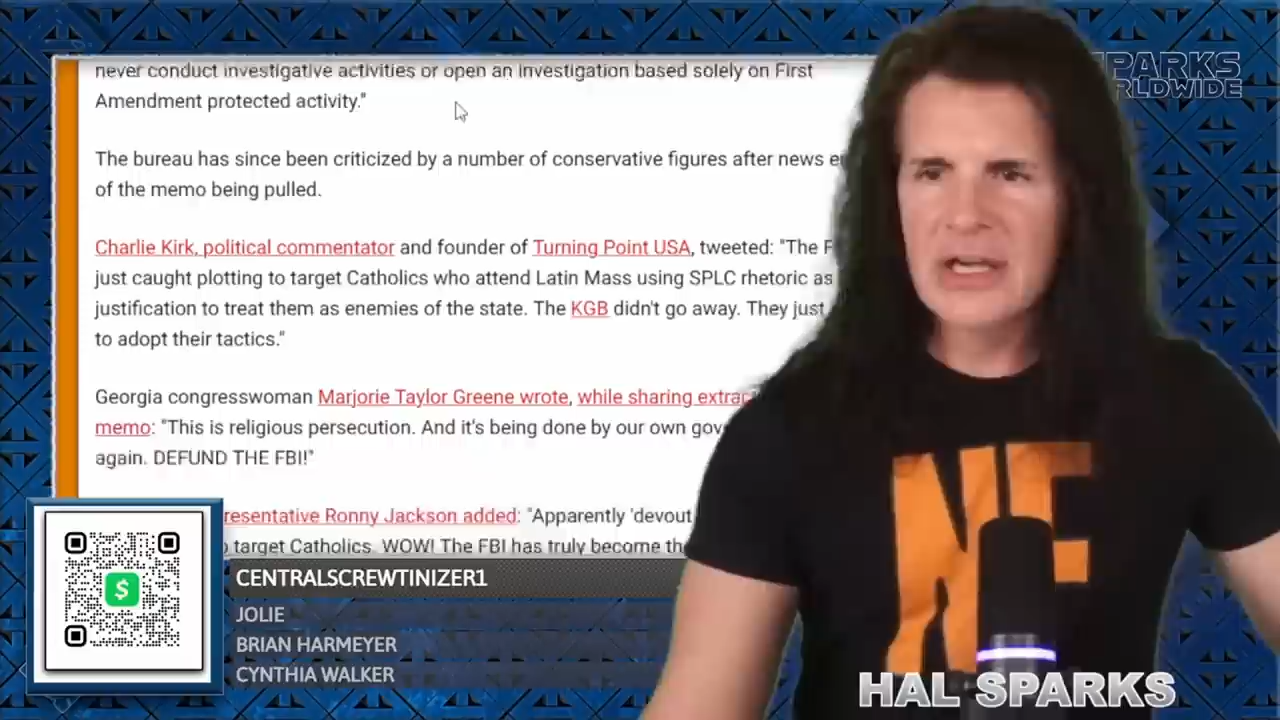 never conduct investigative activities or open an investigation based solely on First
Amendment protected activity."
The bureau has since been criticized by a number of conservative figures after news
of the memo being pulled.
Charlie Kirk, political commentator and founder of Turning Point USA, tweeted: "The
just caught plotting to target Catholics who attend Latin Mass using SPLC rhetoric as
justification to treat them as enemies of the state. The KGB didn't go away. They just
to adopt their tactics."
Georgia congresswoman Marjorie Taylor Greene wrote, while sharing
memo: "This is religious persecution. And it's being done by our own
again. DEFUND THE FBI!"
Ronny Jackson added: "Apparently 'devout
target Catholics. WOW! The FBI has truly become
SPARKS
HAL SPARKS
$
CENTRALSCREWTINIZER1
JOLIE
BRIAN HARMEYER
CYNTHIA WALKER